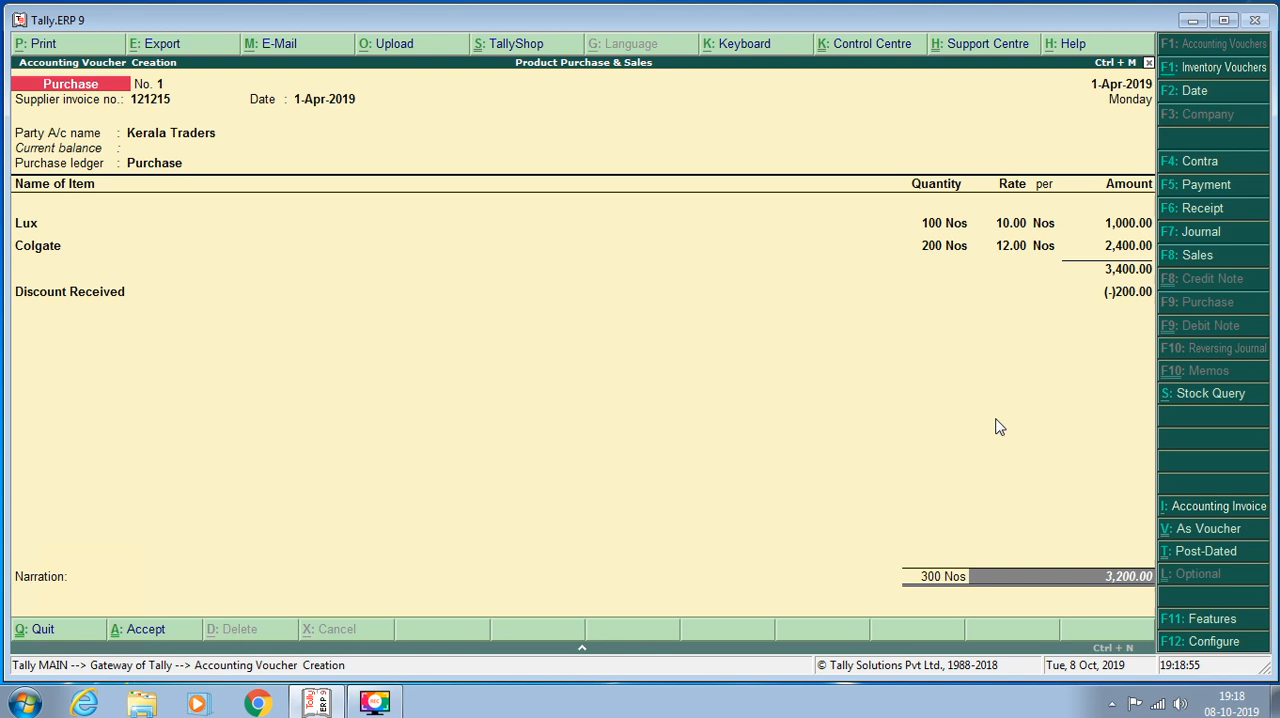 Tally.ERP 9
P: Print E: Export M: E-Mail O: Upload S: TallyShop G: Language K: Keyboard K: Control Centre H: Support Centre H: Help
Accounting Voucher Creation Product Purchase & Sales Ctrl + M
Purchase No. 1 1-Apr-2019
Supplier invoice no.: 121215 Date : 1-Apr-2019 Monday
Party A/c name : Kerala Traders
Current balance :
Purchase ledger : Purchase
Name of Item Quantity Rate per Amount
Lux 100 Nos 10.00 Nos 1,000.00
Colgate 200 Nos 12.00 Nos 2,400.00
3,400.00
Discount Received (-)200.00
Narration: 300 Nos 3,200.00
Q: Quit A: Accept D: Delete X: Cancel
Ctrl + N
F1: Accounting Vouchers
F1: Inventory Vouchers
F2: Date
F3: Company
F4: Contra
F5: Payment
F6: Receipt
F7: Journal
F8: Sales
F8: Credit Note
F9: Purchase
F9: Debit Note
F10: Reversing Journal
F10: Memos
S: Stock Query
I: Accounting Invoice
V: As Voucher
T: Post-Dated
L: Optional
F11: Features
F12: Configure
Tally MAIN --> Gateway of Tally --> Accounting Voucher Creation © Tally Solutions Pvt Ltd., 1988-2018 Tue, 8 Oct, 2019 19:18:55
Tally ERP 9 REC 19:18
08-10-2019